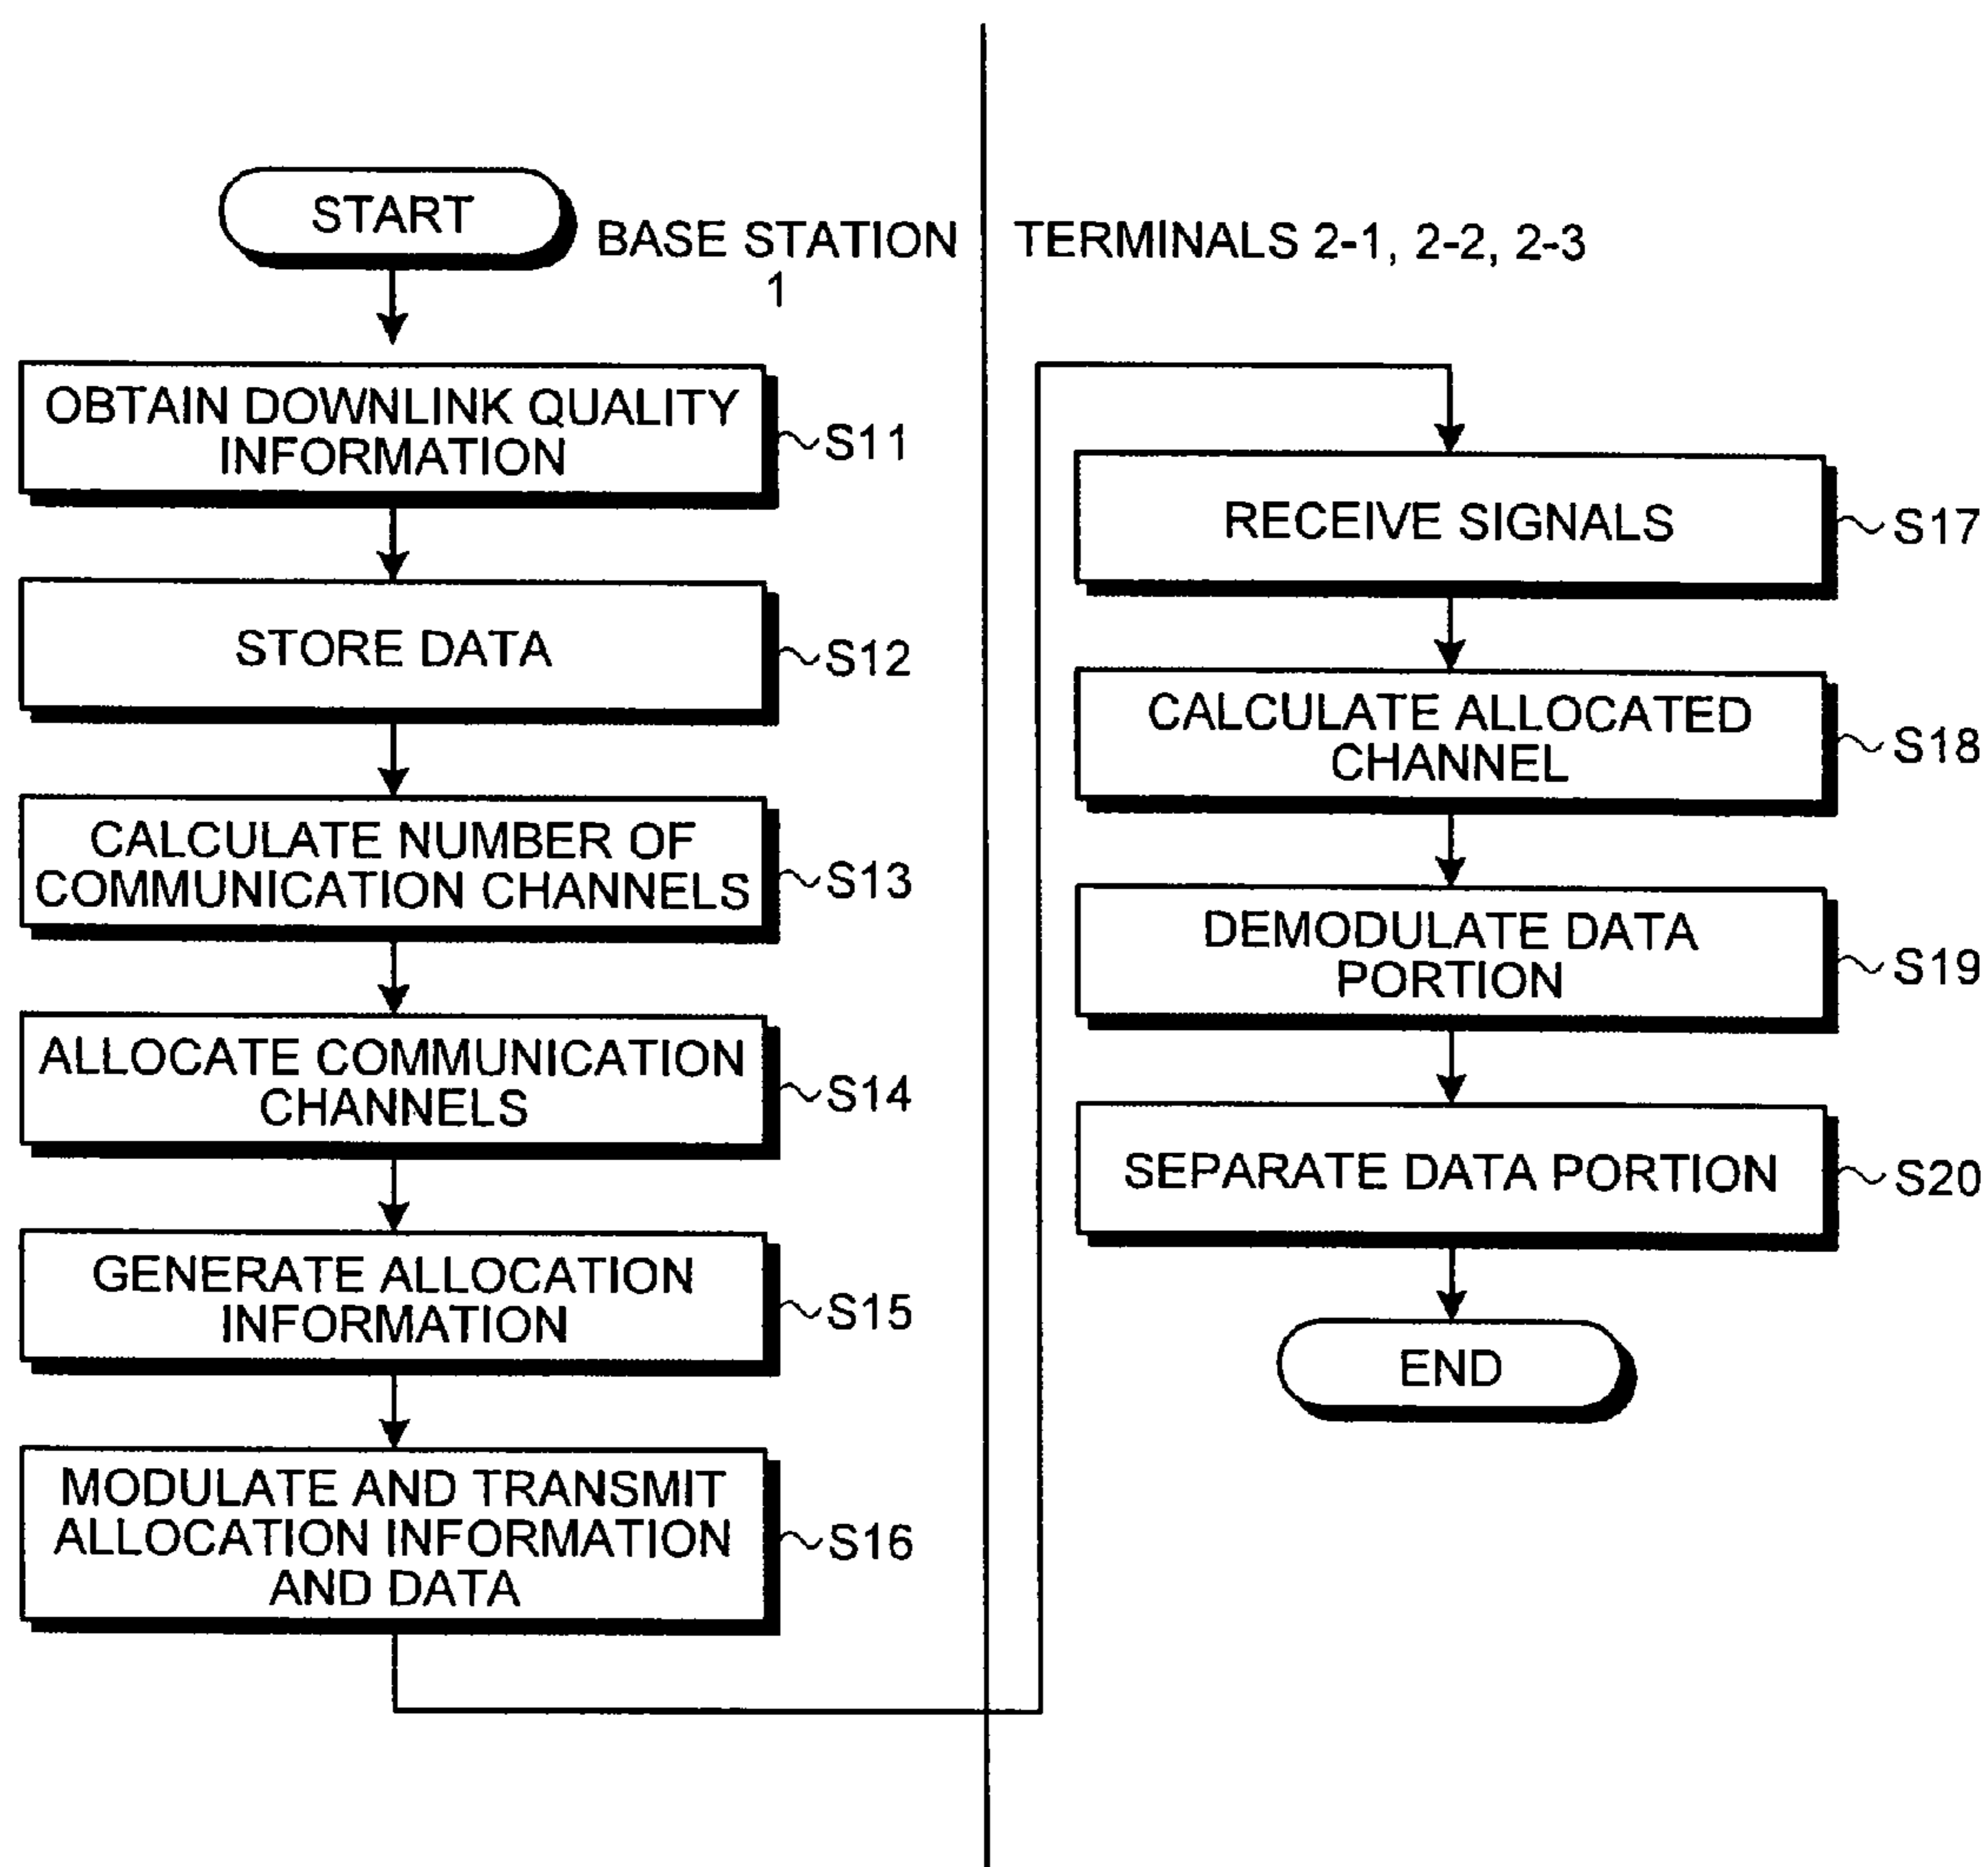 START
BASE STATION
1
OBTAIN DOWNLINK QUALITY
INFORMATION
S11
STORE DATA
S12
CALCULATE NUMBER OF
COMMUNICATION CHANNELS
S13
ALLOCATE COMMUNICATION
CHANNELS
S14
GENERATE ALLOCATION
INFORMATION
S15
MODULATE AND TRANSMIT
ALLOCATION INFORMATION
AND DATA
S16
TERMINALS 2-1, 2-2, 2-3
RECEIVE SIGNALS
S17
CALCULATE ALLOCATED
CHANNEL
S18
DEMODULATE DATA
PORTION
S19
SEPARATE DATA PORTION
S20
END